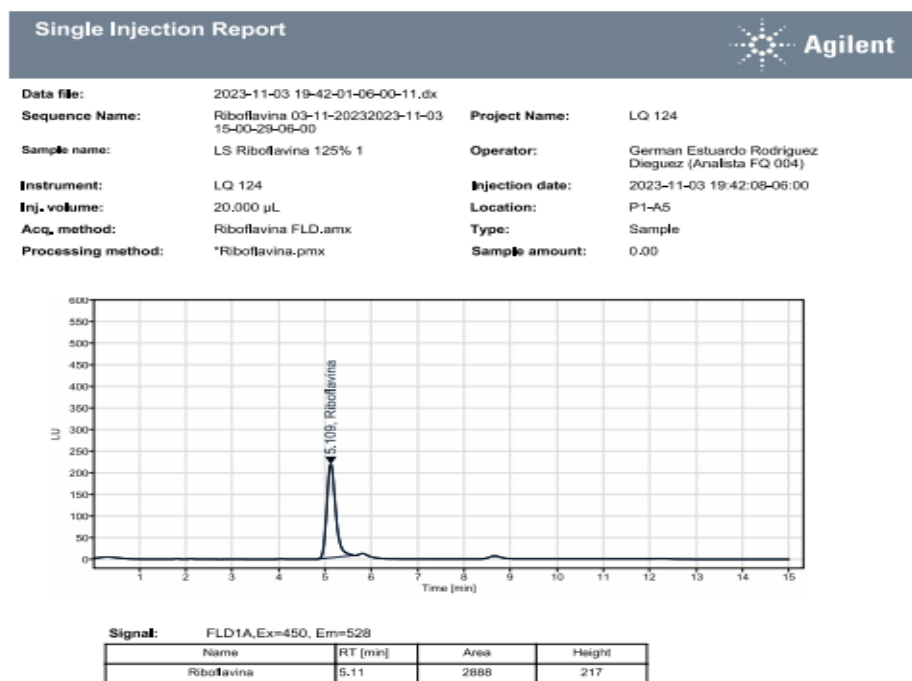 Single Injection Report
Agilent
Data file: 2023-11-03 19-42-01-06-00-11.dx
Sequence Name: Riboflavina 03-11-20232023-11-03 15-00-29-06-00 Project Name: LQ 124
Sample name: LS Riboflavina 125% 1 Operator: German Estuardo Rodriguez Dieguez (Analista FQ 004)
Instrument: LQ 124 Injection date: 2023-11-03 19:42:08-06:00
Inj. volume: 20.000 µL Location: P1-A5
Acq. method: Riboflavina FLD.amx Type: Sample
Processing method: *Riboflavina.pmx Sample amount: 0.00
600
550
500
450
400
350
300
250
200
150
100
50
0
LU
5.109, Riboflavina
1 2 3 4 5 6 7 8 9 10 11 12 13 14 15
Time [min]
Signal: FLD1A,Ex=450, Em=528
Name RT [min] Area Height
Riboflavina 5.11 2888 217